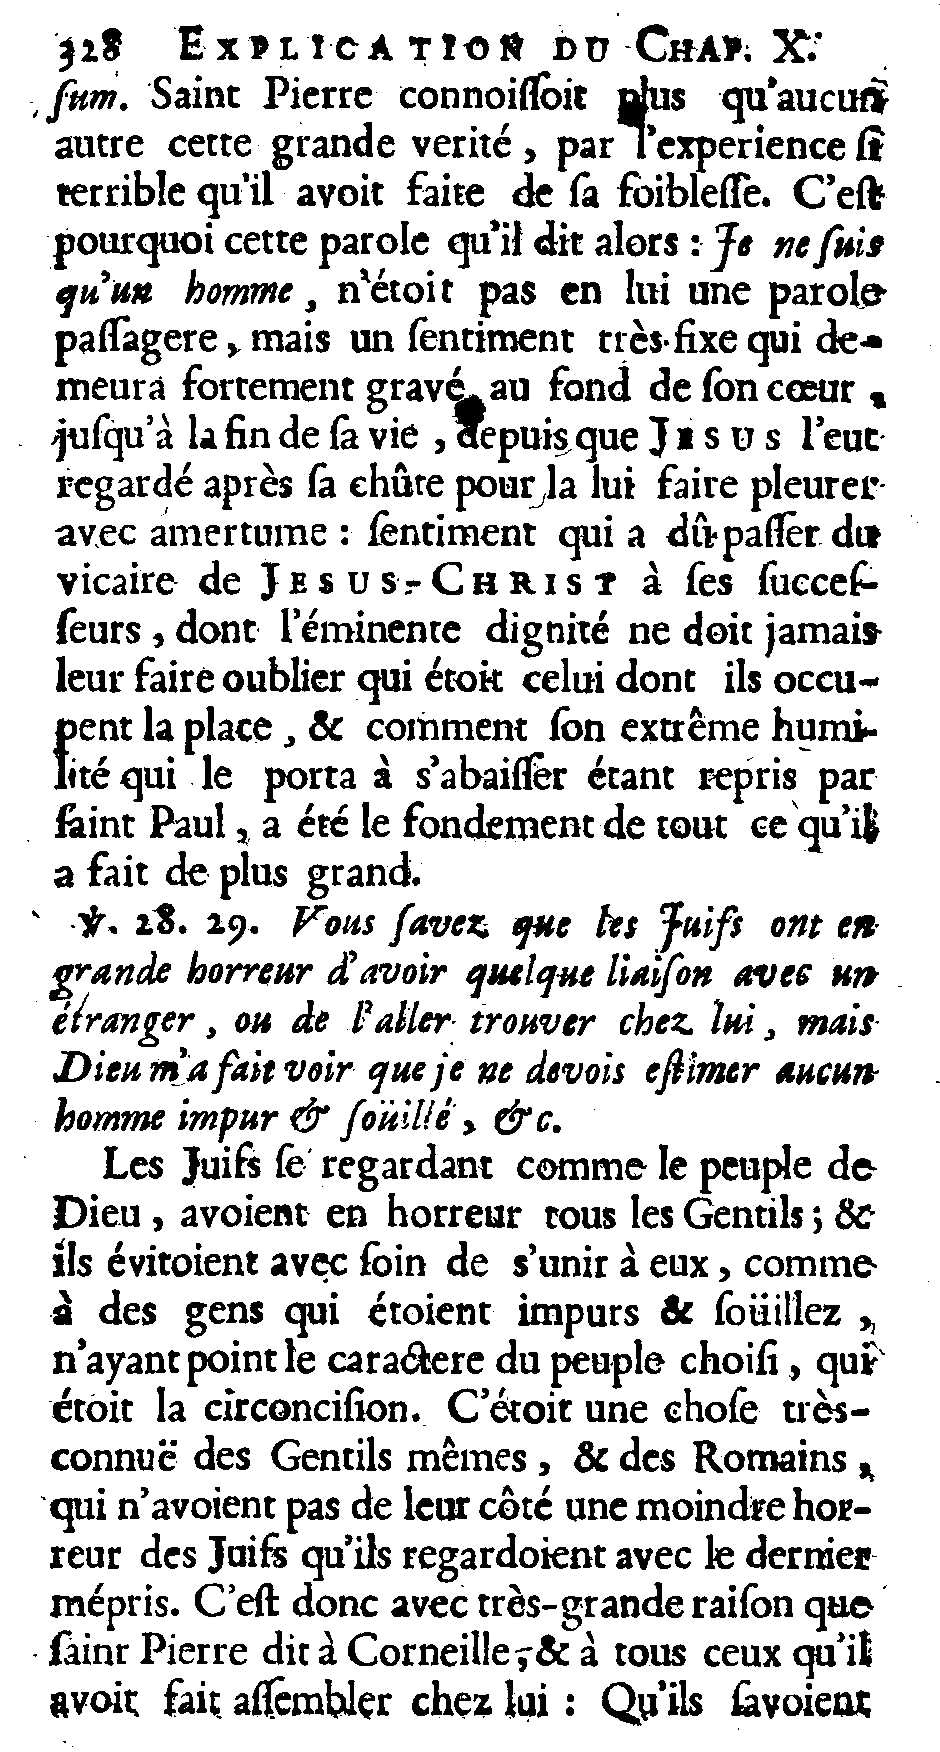 328 EXPLICATION DU CHAP. X.
ſum. Saint Pierre connoiſſoit plus qu'aucun
autre cette grande verité, par l'experience ſi
terrible qu'il avoit faite de ſa foibleſſe. C'eſt
pourquoi cette parole qu'il dit alors : Je ne ſuis
qu'un homme, n'étoit pas en lui une parole
paſſagere, mais un ſentiment très-fixe qui de-
meura fortement gravé au fond de ſon cœur,
juſqu'à la fin de ſa vie, depuis que JESUS l'eut
regardé après ſa chûte pour la lui faire pleurer
avec amertume : ſentiment qui a dû paſſer du
vicaire de JESUS-CHRIST à ſes ſucceſ-
ſeurs, dont l'éminente dignité ne doit jamais
leur faire oublier qui étoit celui dont ils occu-
pent la place, & comment ſon extrême humi-
lité qui le porta à s'abaiſſer étant repris par
ſaint Paul, a été le fondement de tout ce qu'il
a fait de plus grand.
℣. 28. 29. Vous ſavez que les Juifs ont en
grande horreur d'avoir quelque liaiſon avec un
étranger, ou de l'aller trouver chez lui, mais
Dieu m'a fait voir que je ne devois eſtimer aucun
homme impur & ſoüillé, &c.
Les Juifs ſe regardant comme le peuple de
Dieu, avoient en horreur tous les Gentils ; &
ils évitoient avec ſoin de s'unir à eux, comme
à des gens qui étoient impurs & ſoüillez,
n'ayant point le caractere du peuple choiſi, qui
étoit la circonciſion. C'étoit une choſe très-
connuë des Gentils mêmes, & des Romains,
qui n'avoient pas de leur côté une moindre hor-
reur des Juifs qu'ils regardoient avec le dernier
mépris. C'eſt donc avec très-grande raiſon que
ſaint Pierre dit à Corneille, & à tous ceux qu'il
avoit fait aſſembler chez lui : Qu'ils ſavoient